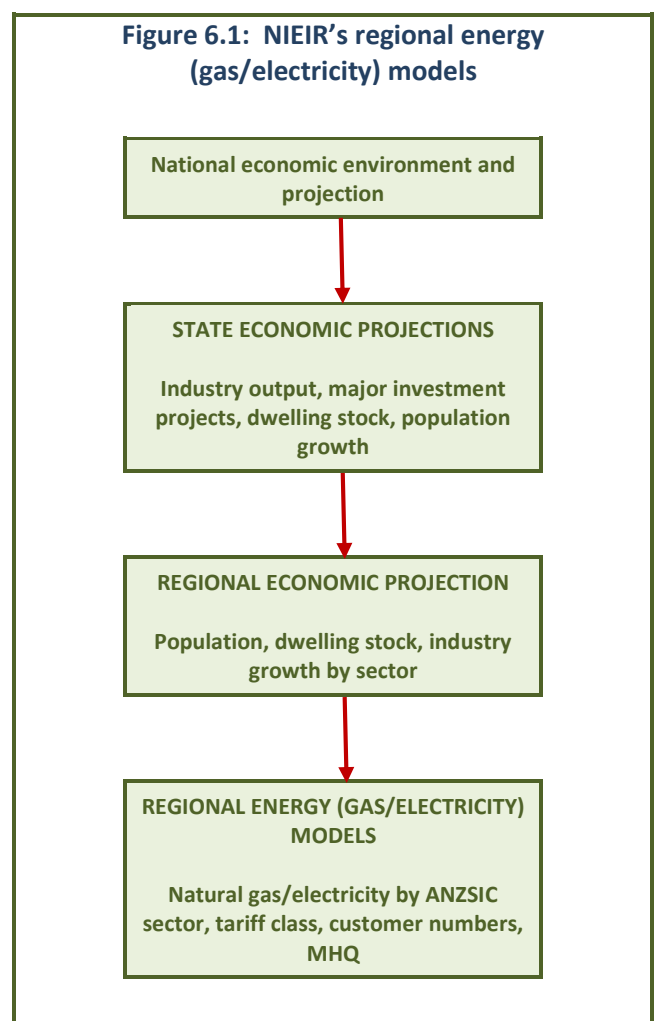 Figure 6.1: NIEIR's regional energy
(gas/electricity) models
National economic environment and
projection
STATE ECONOMIC PROJECTIONS
Industry output, major investment
projects, dwelling stock, population
growth
REGIONAL ECONOMIC PROJECTION
Population, dwelling stock, industry
growth by sector
REGIONAL ENERGY (GAS/ELECTRICITY)
MODELS
Natural gas/electricity by ANZSIC
sector, tariff class, customer numbers,
MHQ